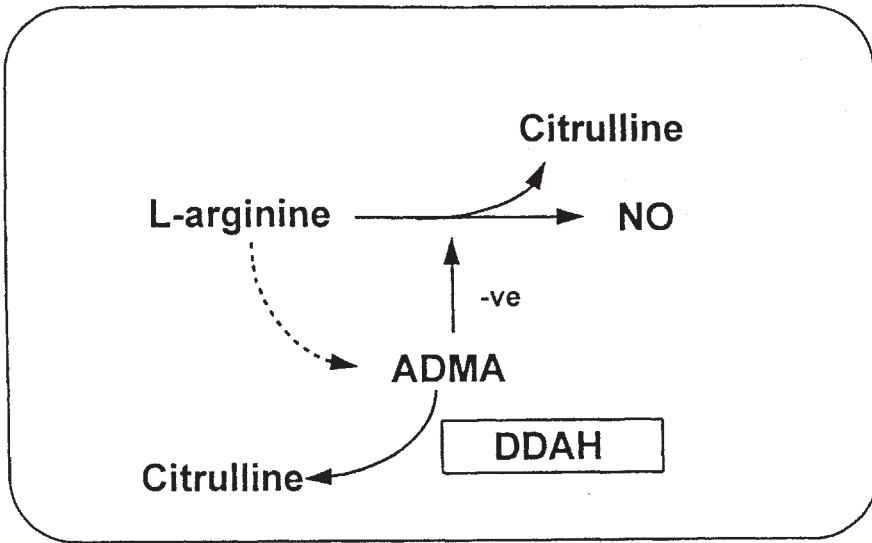 Citrulline
L-arginine
NO
-ve
ADMA
DDAH
Citrulline